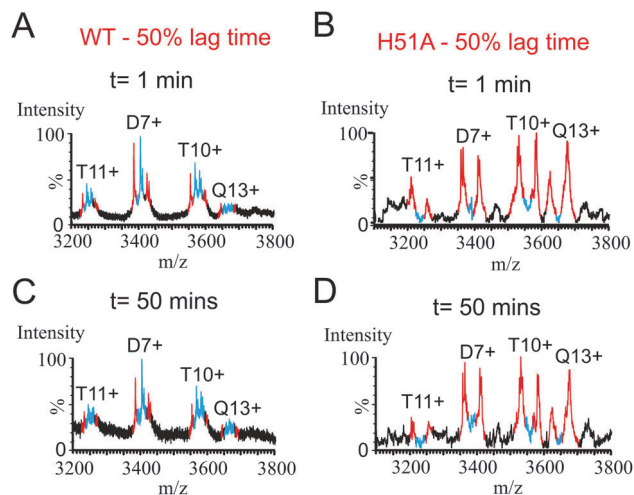 A
WT - 50% lag time
t= 1 min
Intensity
100
%
0
D7+
T11+
T10+
Q13+
3200 3400 3600 3800
m/z
B
H51A - 50% lag time
t= 1 min
Intensity
100
%
0
T11+
D7+
T10+
Q13+
3200 3400 3600 3800
m/z
C
t= 50 mins
Intensity
100
%
0
D7+
T11+
T10+
Q13+
3200 3400 3600 3800
m/z
D
t= 50 mins
Intensity
100
%
0
T11+
D7+
T10+
Q13+
3200 3400 3600 3800
m/z